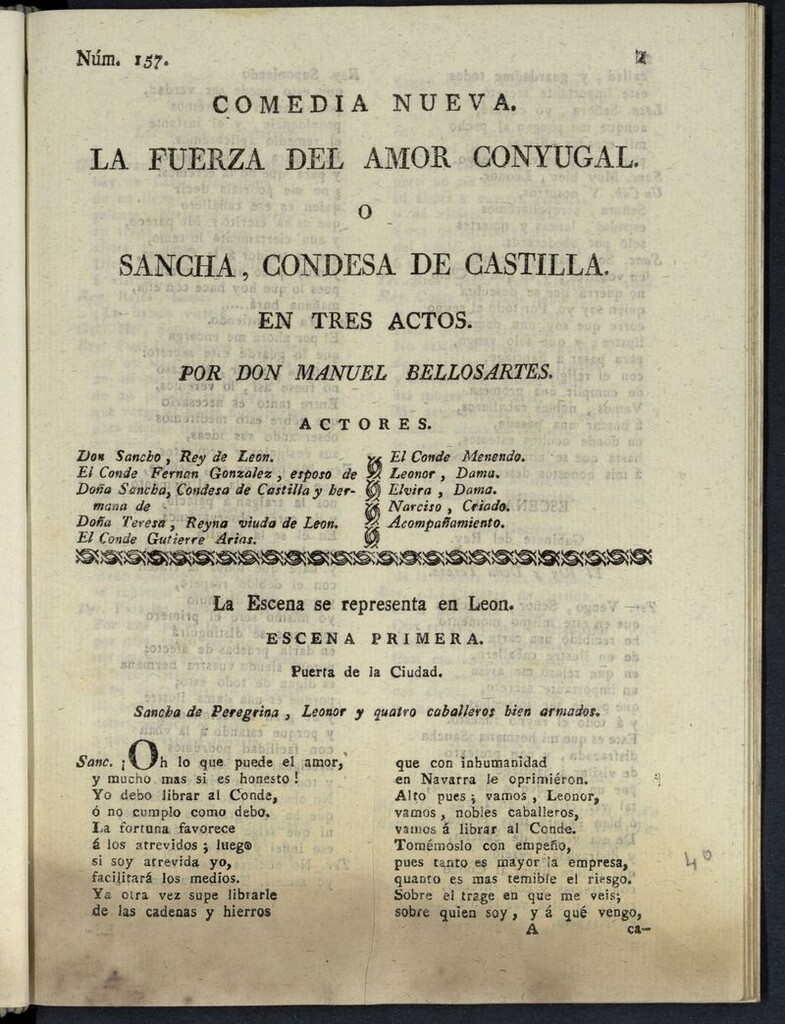 Núm. 157.
COMEDIA NUEVA.
LA FUERZA DEL AMOR CONYUGAL.
O
SANCHA, CONDESA DE CASTILLA.
EN TRES ACTOS.
POR DON MANUEL BELLOSARTES.
ACTORES.
Don Sancho, Rey de Leon.
El Conde Fernan Gonzalez, esposo de
Doña Sancha, Condesa de Castilla y her-
mana de
Doña Teresa, Reyna viuda de Leon.
El Conde Gutierre Arias.
El Conde Menendo.
Leonor, Dama.
Elvira, Dama.
Narciso, Criado.
Acompañamiento.
La Escena se representa en Leon.
ESCENA PRIMERA.
Puerta de la Ciudad.
Sancha de Peregrina, Leonor y quatro caballeros bien armados.
Sanc. ¡Oh lo que puede el amor,
y mucho mas si es honesto!
Yo debo librar al Conde,
ó no cumplo como debo.
La fortuna favorece
á los atrevidos; luego
si soy atrevida yo,
facilitará los medios.
Ya otra vez supe librarle
de las cadenas y hierros
que con inhumanidad
en Navarra le oprimiéron.
Alto pues; vamos, Leonor,
vamos, nobles caballeros,
vamos á librar al Conde.
Tomémoslo con empeño,
pues tanto es mayor la empresa,
quanto es mas temible el riesgo.
Sobre el trage en que me veis;
sobre quien soy, y á qué vengo,
A ca-
40